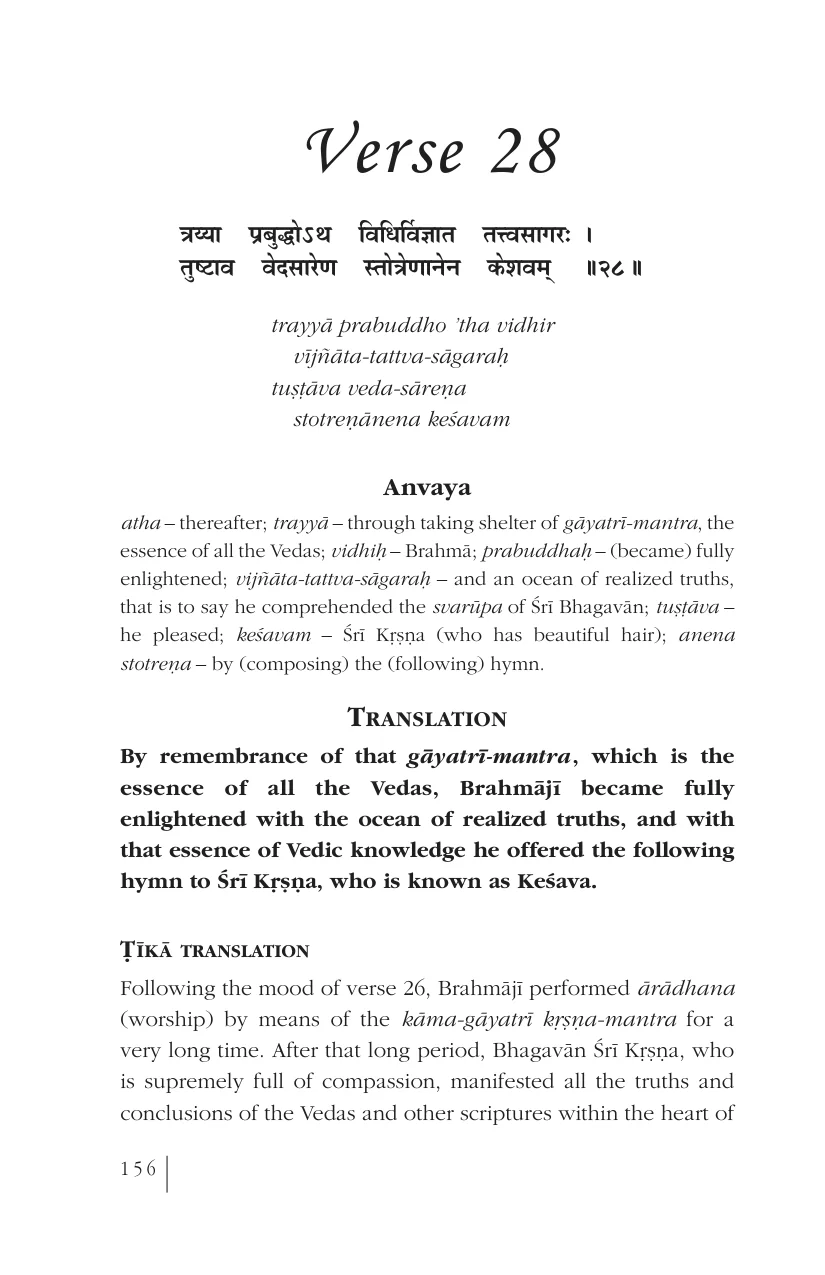 Verse 28
त्रय्या प्रबुद्धोऽथ विधिर्विज्ञात तत्त्वसागरः ।
तुष्टाव वेदसारेण स्तोत्रेणानेन केशवम् ॥२८॥
trayyā prabuddho ’tha vidhir
vījñāta-tattva-sāgaraḥ
tuṣṭāva veda-sāreṇa
stotreṇānena keśavam
Anvaya
atha – thereafter; trayyā – through taking shelter of gāyatrī-mantra, the
essence of all the Vedas; vidhiḥ – Brahmā; prabuddhaḥ – (became) fully
enlightened; vijñāta-tattva-sāgaraḥ – and an ocean of realized truths,
that is to say he comprehended the svarūpa of Śrī Bhagavān; tuṣṭāva –
he pleased; keśavam – Śrī Kṛṣṇa (who has beautiful hair); anena
stotreṇa – by (composing) the (following) hymn.
TRANSLATION
By remembrance of that gāyatrī-mantra, which is the
essence of all the Vedas, Brahmājī became fully
enlightened with the ocean of realized truths, and with
that essence of Vedic knowledge he offered the following
hymn to Śrī Kṛṣṇa, who is known as Keśava.
ṬĪKĀ TRANSLATION
Following the mood of verse 26, Brahmājī performed ārādhana
(worship) by means of the kāma-gāyatrī kṛṣṇa-mantra for a
very long time. After that long period, Bhagavān Śrī Kṛṣṇa, who
is supremely full of compassion, manifested all the truths and
conclusions of the Vedas and other scriptures within the heart of
156